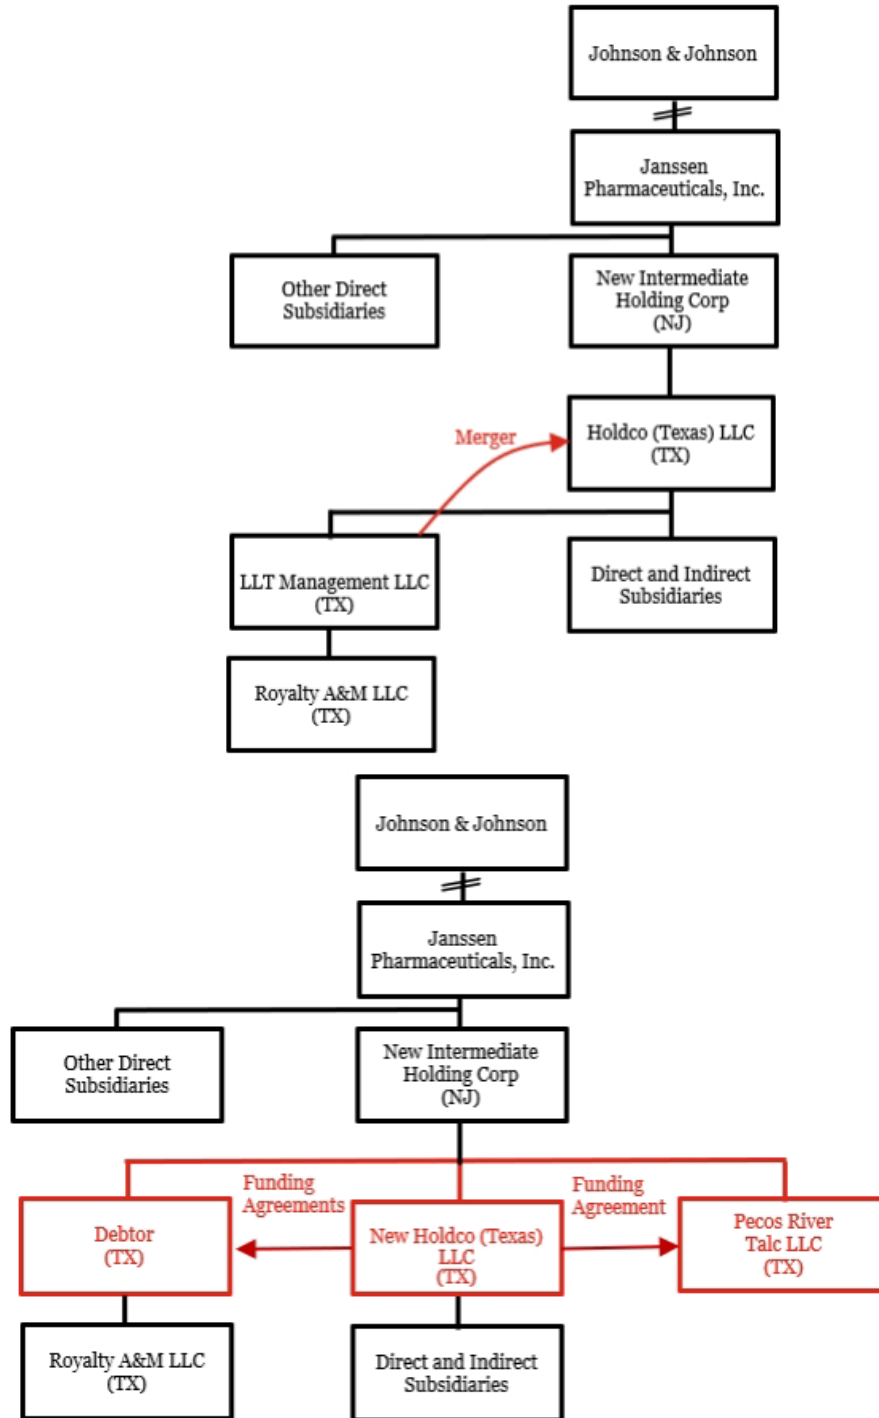 Johnson & Johnson
Janssen
Pharmaceuticals, Inc.
Other Direct
Subsidiaries
New Intermediate
Holding Corp
(NJ)
Merger
Holdco (Texas) LLC
(TX)
LLT Management LLC
(TX)
Direct and Indirect
Subsidiaries
Royalty A&M LLC
(TX)
Johnson & Johnson
Janssen
Pharmaceuticals, Inc.
Other Direct
Subsidiaries
New Intermediate
Holding Corp
(NJ)
Funding
Agreements
Funding
Agreement
Debtor
(TX)
New Holdco (Texas)
LLC
(TX)
Pecos River
Talc LLC
(TX)
Royalty A&M LLC
(TX)
Direct and Indirect
Subsidiaries